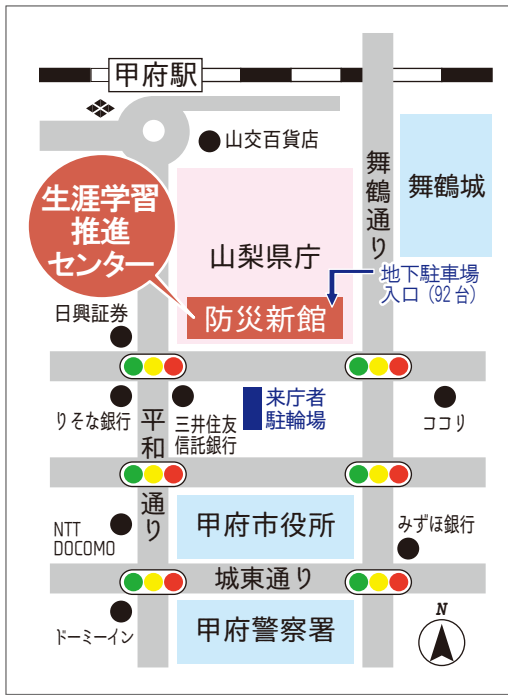 甲府駅
山交百貨店
舞鶴通り
舞鶴城
生涯学習
推進
センター
山梨県庁
地下駐車場
入口（92台）
防災新館
日興証券
りそな銀行
平和通り
三井住友
信託銀行
来庁者
駐輪場
ココリ
NTT
DOCOMO
甲府市役所
みずほ銀行
城東通り
ドーミーイン
甲府警察署
N